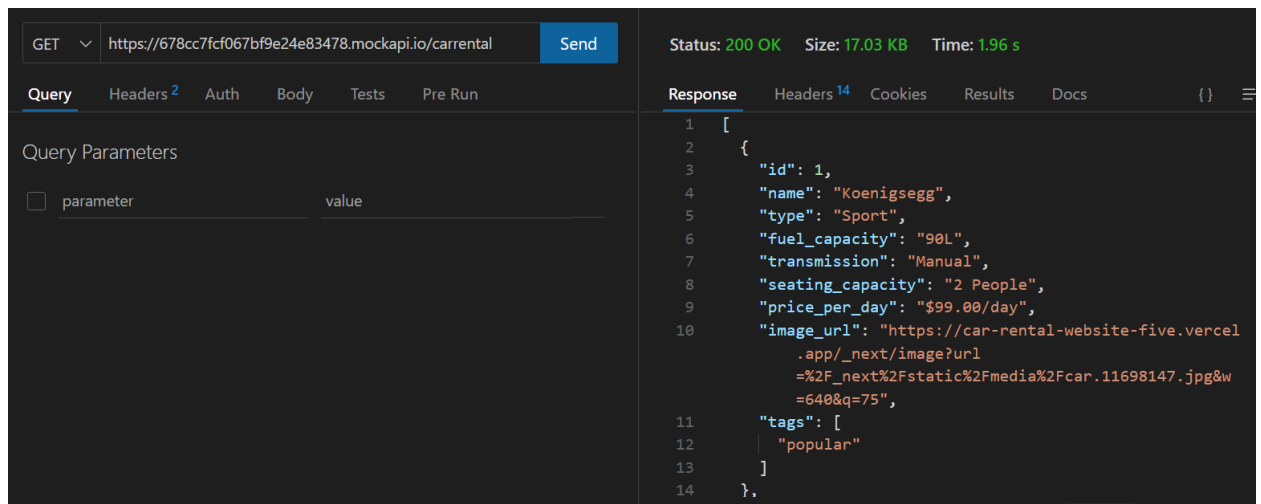 GET https://678cc7fcf067bf9e24e83478.mockapi.io/carrental Send
Query Headers 2 Auth Body Tests Pre Run
Query Parameters
parameter value
Status: 200 OK Size: 17.03 KB Time: 1.96 s
Response Headers 14 Cookies Results Docs { }
1 [
2 {
3 "id": 1,
4 "name": "Koenigsegg",
5 "type": "Sport",
6 "fuel_capacity": "90L",
7 "transmission": "Manual",
8 "seating_capacity": "2 People",
9 "price_per_day": "$99.00/day",
10 "image_url": "https://car-rental-website-five.vercel
.app/_next/image?url
=%2F_next%2Fstatic%2Fmedia%2Fcar.11698147.jpg&w
=640&q=75",
11 "tags": [
12 "popular"
13 ]
14 },